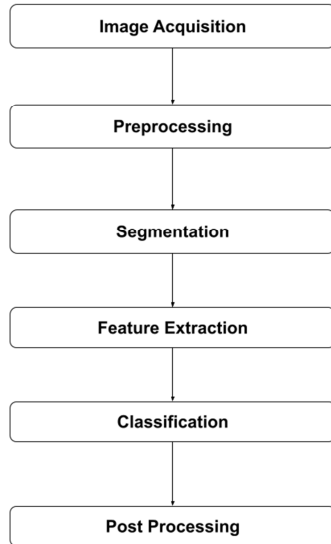 Image Acquisition
Preprocessing
Segmentation
Feature Extraction
Classification
Post Processing